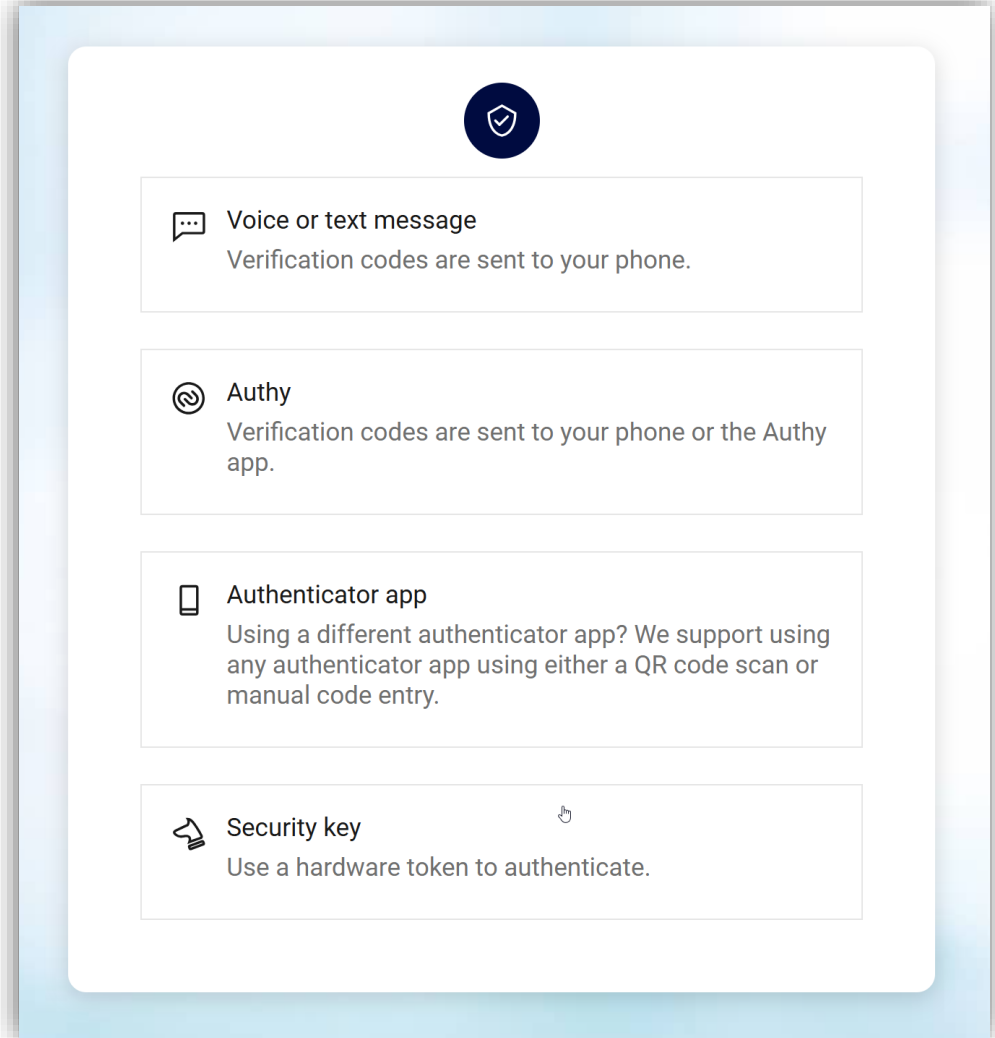 Voice or text message
Verification codes are sent to your phone.
Authy
Verification codes are sent to your phone or the Authy
app.
Authenticator app
Using a different authenticator app? We support using
any authenticator app using either a QR code scan or
manual code entry.
Security key
Use a hardware token to authenticate.